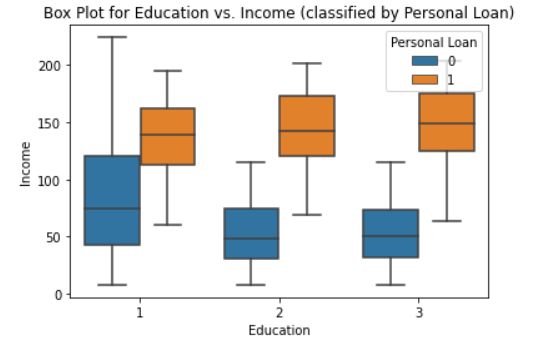 Box Plot for Education vs. Income (classified by Personal Loan)
Personal Loan
0
1
200
150
100
50
0
Income
1 2 3
Education